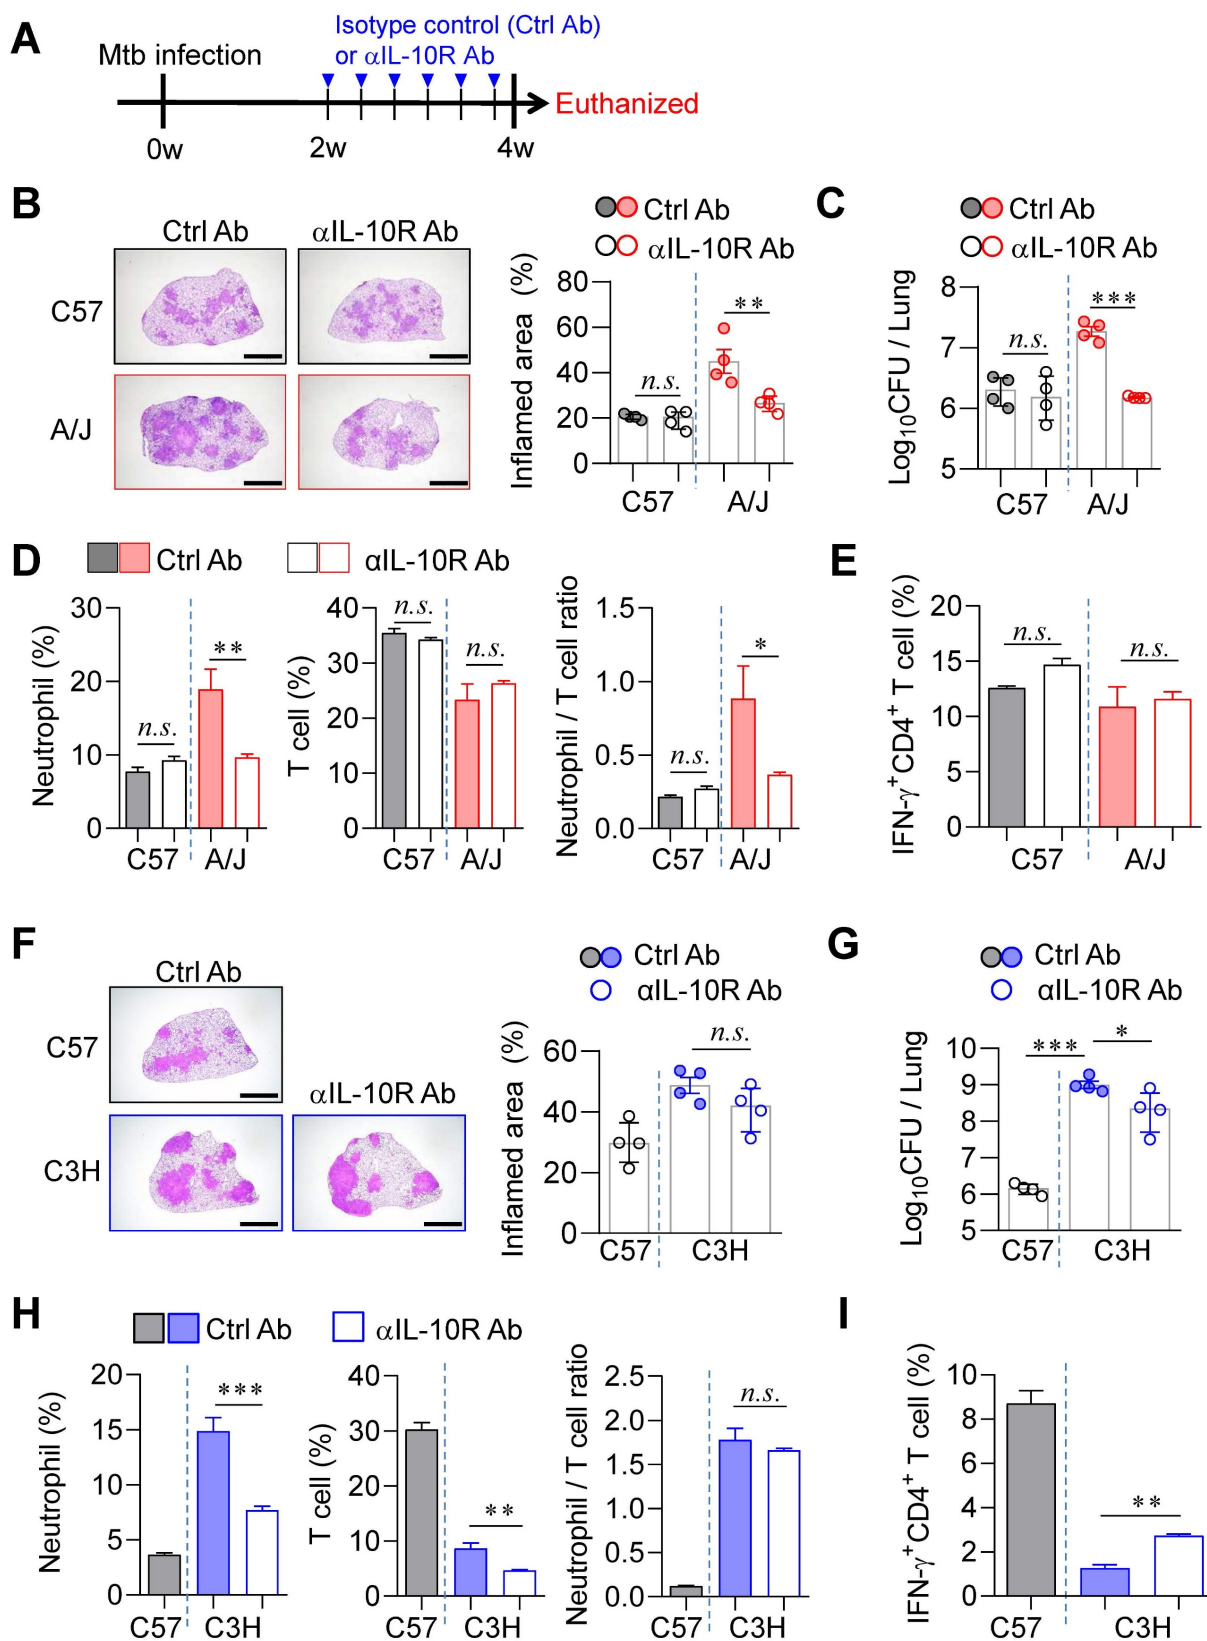 A
Isotype control (Ctrl Ab)
or αIL-10R Ab
Mtb infection
Euthanized
0w
2w
4w
B
Ctrl Ab
αIL-10R Ab
C57
A/J
Ctrl Ab
αIL-10R Ab
Inflamed area (%)
80
60
40
20
0
n.s.
**
C57
A/J
C
Ctrl Ab
αIL-10R Ab
Log10CFU / Lung
8
7
6
5
n.s.
***
C57
A/J
D
Ctrl Ab
αIL-10R Ab
Neutrophil (%)
30
20
10
0
n.s.
**
C57
A/J
T cell (%)
40
30
20
10
0
n.s.
n.s.
C57
A/J
Neutrophil / T cell ratio
1.5
1.0
0.5
0.0
n.s.
*
C57
A/J
E
IFN-γ+CD4+ T cell (%)
20
15
10
5
0
n.s.
n.s.
C57
A/J
F
Ctrl Ab
C57
αIL-10R Ab
C3H
Ctrl Ab
αIL-10R Ab
Inflamed area (%)
60
40
20
0
n.s.
C57
C3H
G
Ctrl Ab
αIL-10R Ab
Log10CFU / Lung
10
9
8
7
6
5
***
*
C57
C3H
H
Ctrl Ab
αIL-10R Ab
Neutrophil (%)
20
15
10
5
0
***
C57
C3H
T cell (%)
40
30
20
10
0
**
C57
C3H
Neutrophil / T cell ratio
2.5
2.0
1.5
1.0
0.5
0.0
n.s.
C57
C3H
I
IFN-γ+CD4+ T cell (%)
10
8
6
4
2
0
**
C57
C3H